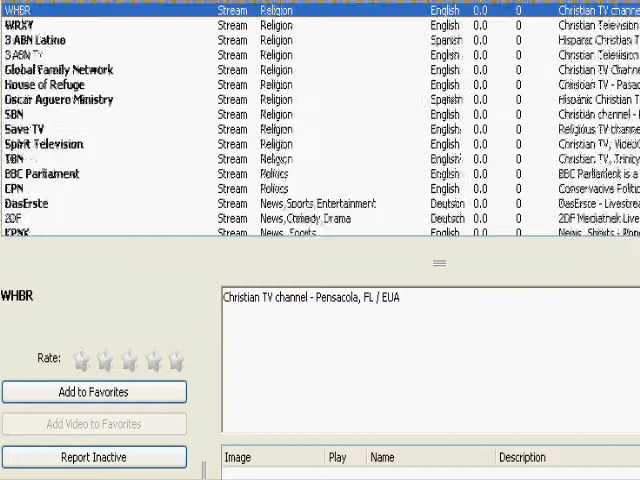 WHBR Stream Religion English 0.0 0 Christian TV channe
WRXY Stream Religion English 0.0 0 Christian Television
3 ABN Latino Stream Religion Spanish 0.0 0 Hispanic Christian T
3 ABN TV Stream Religion English 0.0 0 Christian Television
Global Family Network Stream Religion English 0.0 0 Christian TV Channe
House of Refuge Stream Religion English 0.0 0 Christian TV - Pasac
Oscar Aguero Ministry Stream Religion Spanish 0.0 0 Hispanic Christian T
SBN Stream Religion English 0.0 0 Christian channel -
Save TV Stream Religion English 0.0 0 Religious TV channe
Spirit Television Stream Religion English 0.0 0 Christian TV, Video
TBN Stream Religion English 0.0 0 Christian TV, Trinity
BBC Parliament Stream Politics English 0.0 0 BBC Parliament is a
CPN Stream Politics English 0.0 0 Conservative Politic
DasErste Stream News,Sports,Entertainment Deutsch 0.0 0 DasErste - Livestrea
ZDF Stream News,Comedy,Drama Deutsch 0.0 0 ZDF Mediathek Live
KPNX Stream News, Sports English 0.0 0 News, Sports - Phoe
WHBR
Christian TV channel - Pensacola, FL / EUA
Rate:
Add to Favorites
Add Video to Favorites
Report Inactive
Image Play Name Description